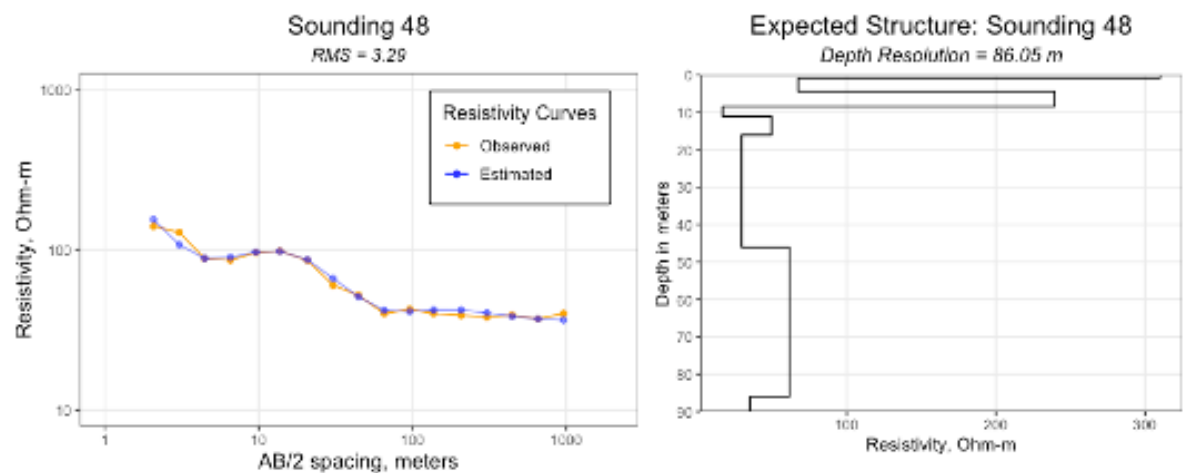 Sounding 48
RMS = 3.29
1000
100
10
Resistivity, Ohm-m
Resistivity Curves
Observed
Estimated
1
10
100
1000
AB/2 spacing, meters
Expected Structure: Sounding 48
Depth Resolution = 86.05 m
0
10
20
30
40
50
60
70
80
90
Depth in meters
100
200
300
Resistivity, Ohm-m